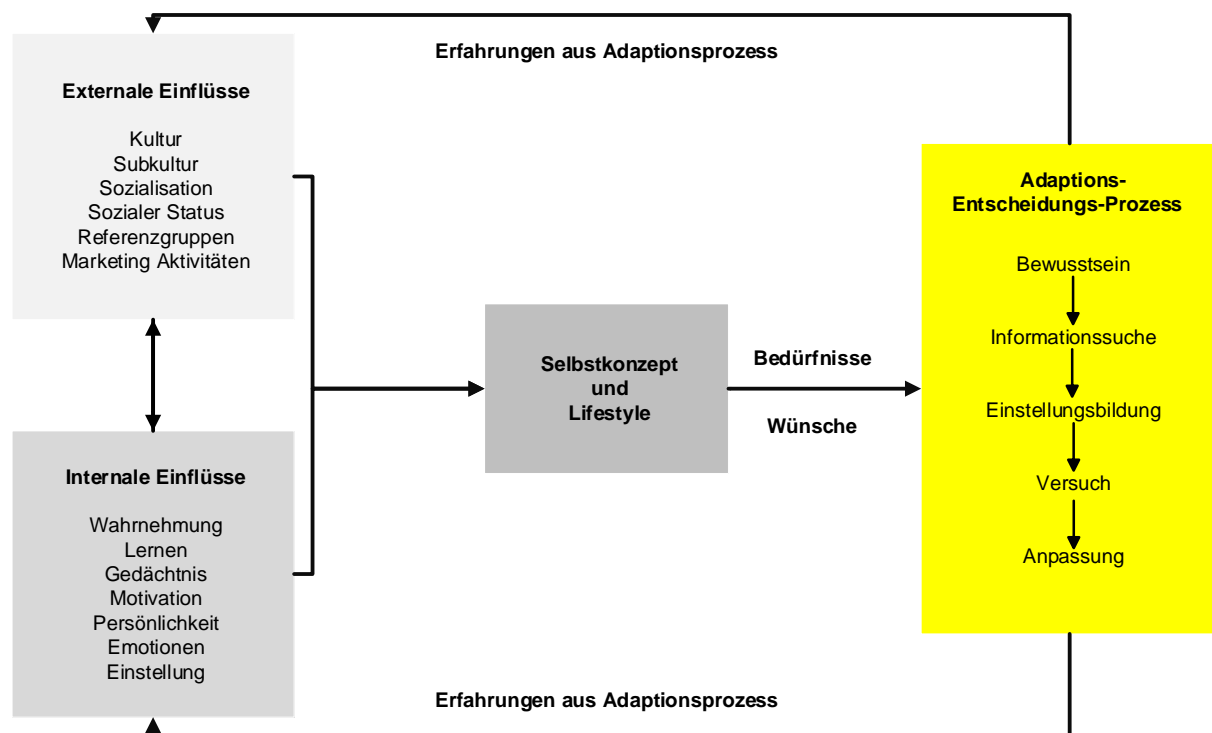 Erfahrungen aus Adaptionsprozess
Externale Einflüsse
Kultur
Subkultur
Sozialisation
Sozialer Status
Referenzgruppen
Marketing Aktivitäten
Internale Einflüsse
Wahrnehmung
Lernen
Gedächtnis
Motivation
Persönlichkeit
Emotionen
Einstellung
Selbstkonzept
und
Lifestyle
Bedürfnisse
Wünsche
Adaptions-
Entscheidungs-Prozess
Bewusstsein
Informationssuche
Einstellungsbildung
Versuch
Anpassung
Erfahrungen aus Adaptionsprozess